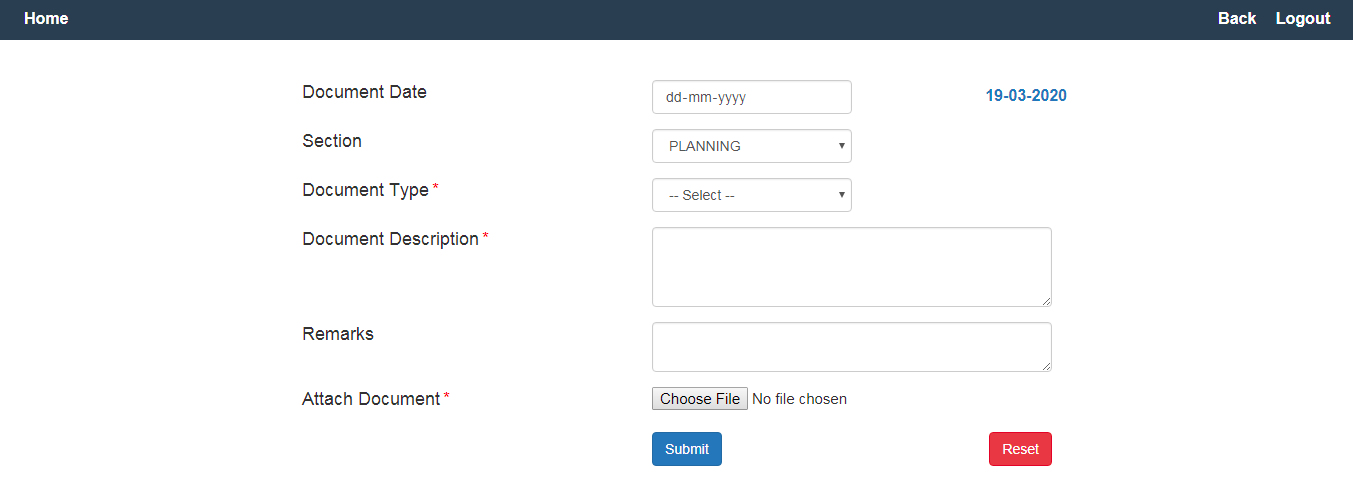 Home Back Logout
Document Date dd-mm-yyyy 19-03-2020
Section PLANNING
Document Type * -- Select --
Document Description *
Remarks
Attach Document * Choose File No file chosen
Submit Reset